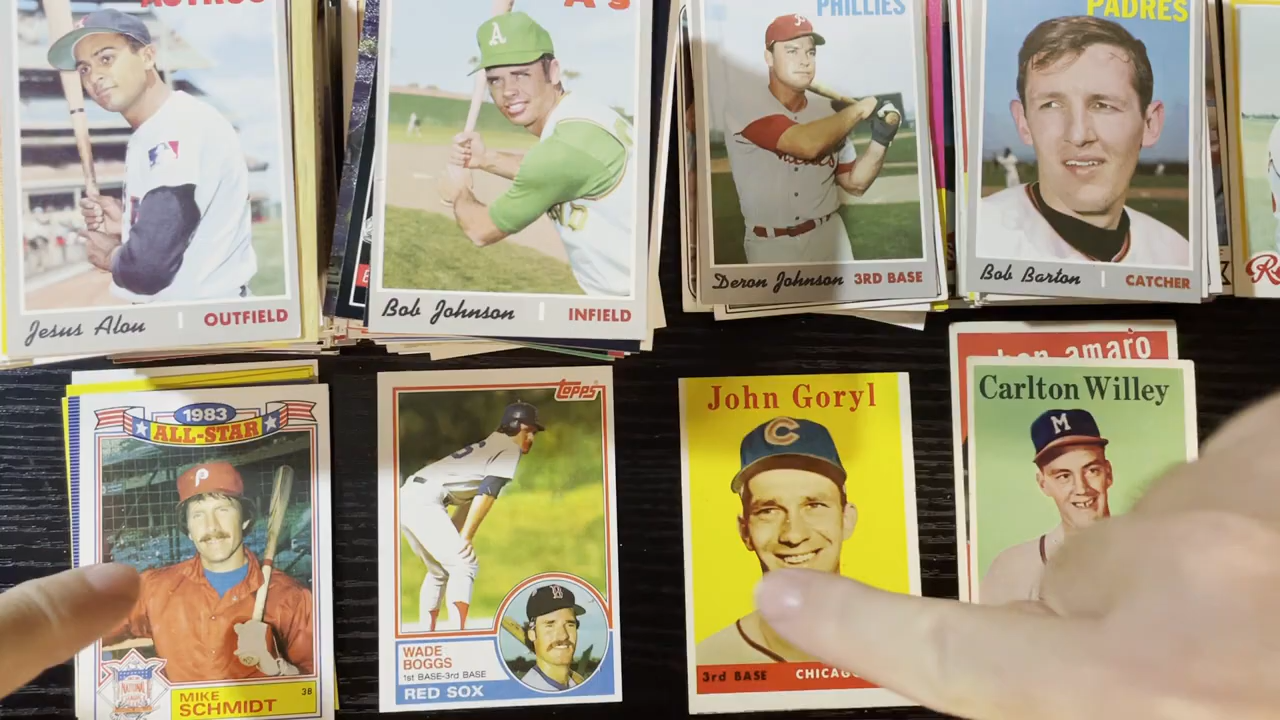 ASTROS
A's
PHILLIES
PADRES
A
Jesus Alou OUTFIELD
Bob Johnson INFIELD
Deron Johnson 3RD BASE
Bob Barton CATCHER
1983
ALL-STAR
P
NATIONAL
MIKE
SCHMIDT
3B
Topps
B
WADE
BOGGS
1st BASE-3rd BASE
RED SOX
John Goryl
C
3rd BASE
ben amaro
Carlton Willey
M